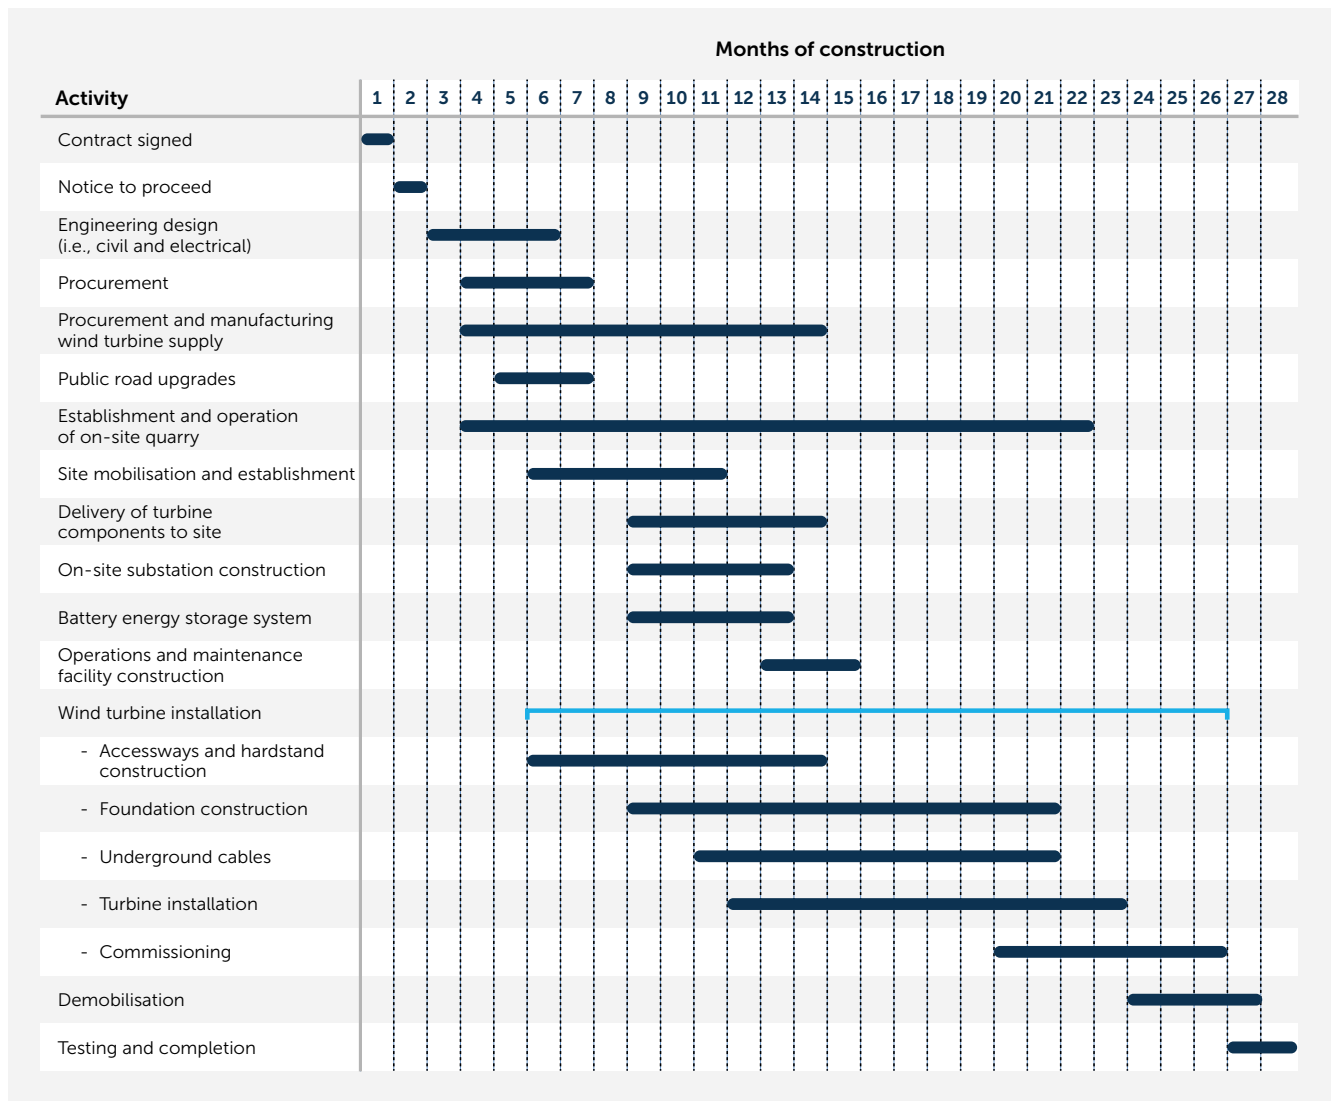 Months of construction
Activity 1 2 3 4 5 6 7 8 9 10 11 12 13 14 15 16 17 18 19 20 21 22 23 24 25 26 27 28
Contract signed
Notice to proceed
Engineering design
(i.e., civil and electrical)
Procurement
Procurement and manufacturing
wind turbine supply
Public road upgrades
Establishment and operation
of on-site quarry
Site mobilisation and establishment
Delivery of turbine
components to site
On-site substation construction
Battery energy storage system
Operations and maintenance
facility construction
Wind turbine installation
- Accessways and hardstand
construction
- Foundation construction
- Underground cables
- Turbine installation
- Commissioning
Demobilisation
Testing and completion